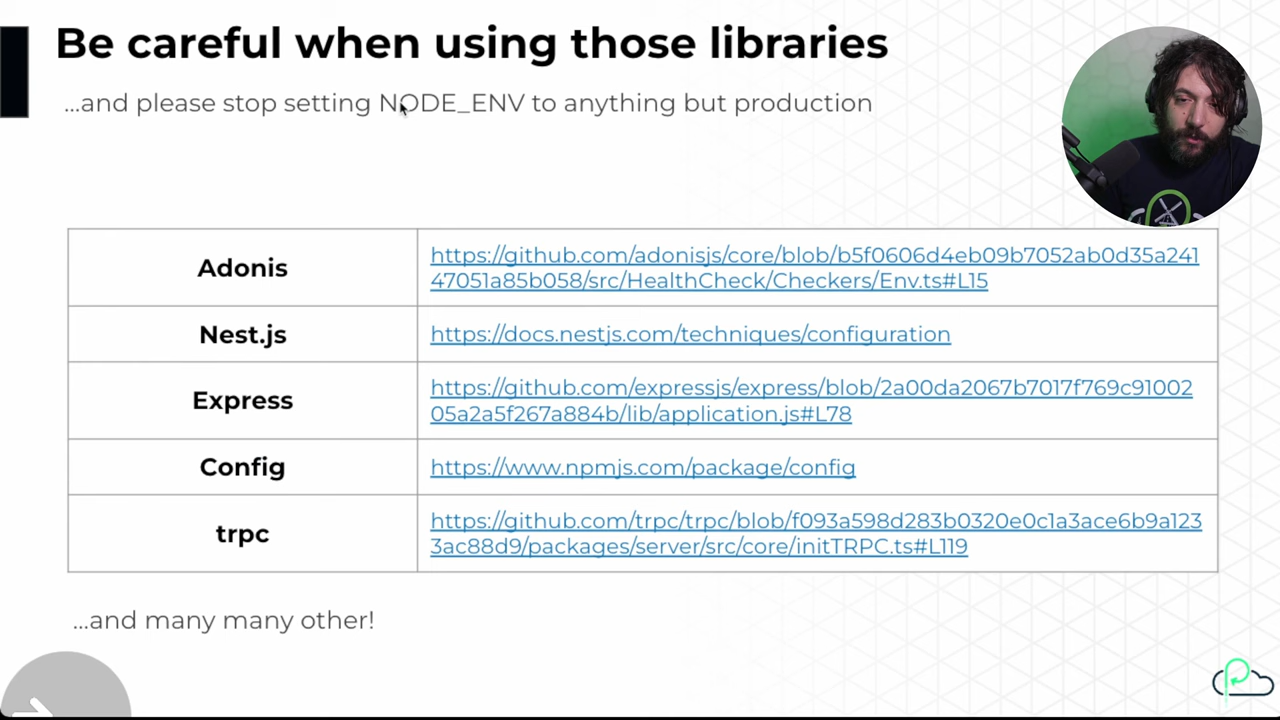 Be careful when using those libraries
...and please stop setting NODE_ENV to anything but production
Adonis
https://github.com/adonisjs/core/blob/b5f0606d4eb09b7052ab0d35a241
47051a85b058/src/HealthCheck/Checkers/Env.ts#L15
Nest.js
https://docs.nestjs.com/techniques/configuration
Express
https://github.com/expressjs/express/blob/2a00da2067b7017f769c91002
05a2a5f267a884b/lib/application.js#L78
Config
https://www.npmjs.com/package/config
trpc
https://github.com/trpc/trpc/blob/f093a598d283b0320e0c1a3ace6b9a123
3ac88d9/packages/server/src/core/initTRPC.ts#L119
...and many many other!